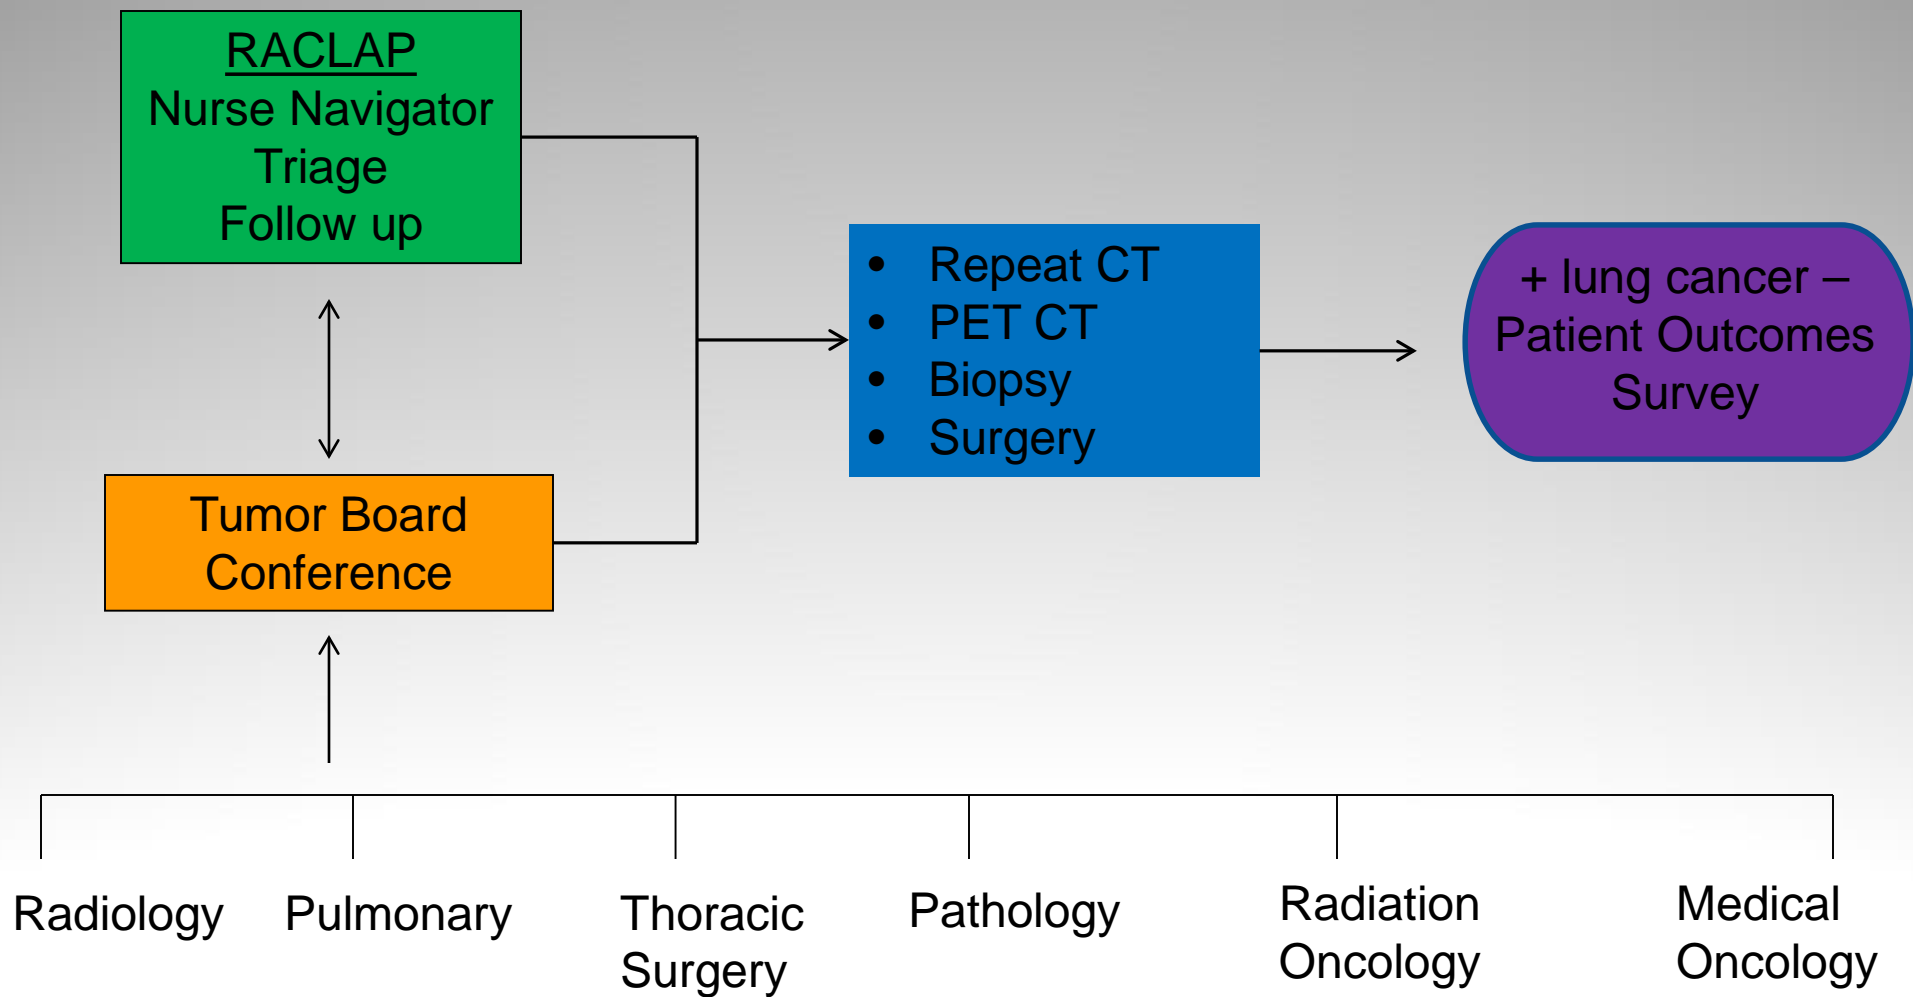 RACLAP
Nurse Navigator
Triage
Follow up
Tumor Board
Conference
• Repeat CT
• PET CT
• Biopsy
• Surgery
+ lung cancer –
Patient Outcomes
Survey
Radiology
Pulmonary
Thoracic
Surgery
Pathology
Radiation
Oncology
Medical
Oncology